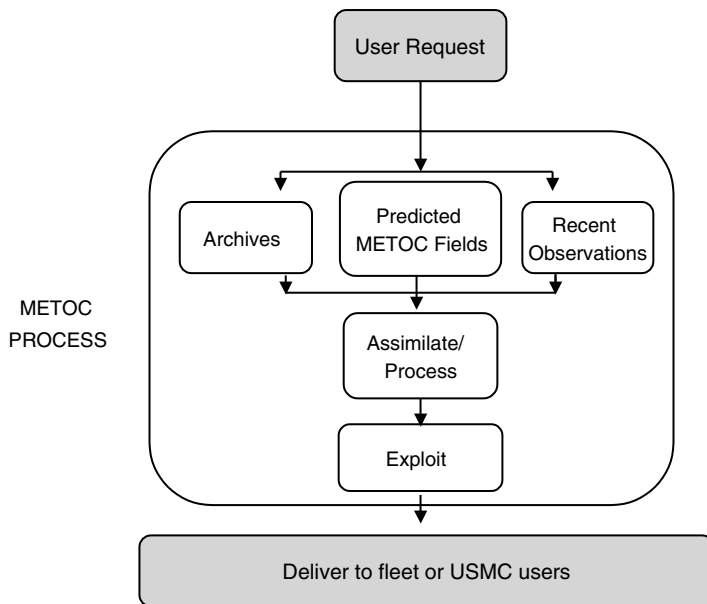 User Request
Archives
Predicted
METOC Fields
Recent
Observations
METOC
PROCESS
Assimilate/
Process
Exploit
Deliver to fleet or USMC users